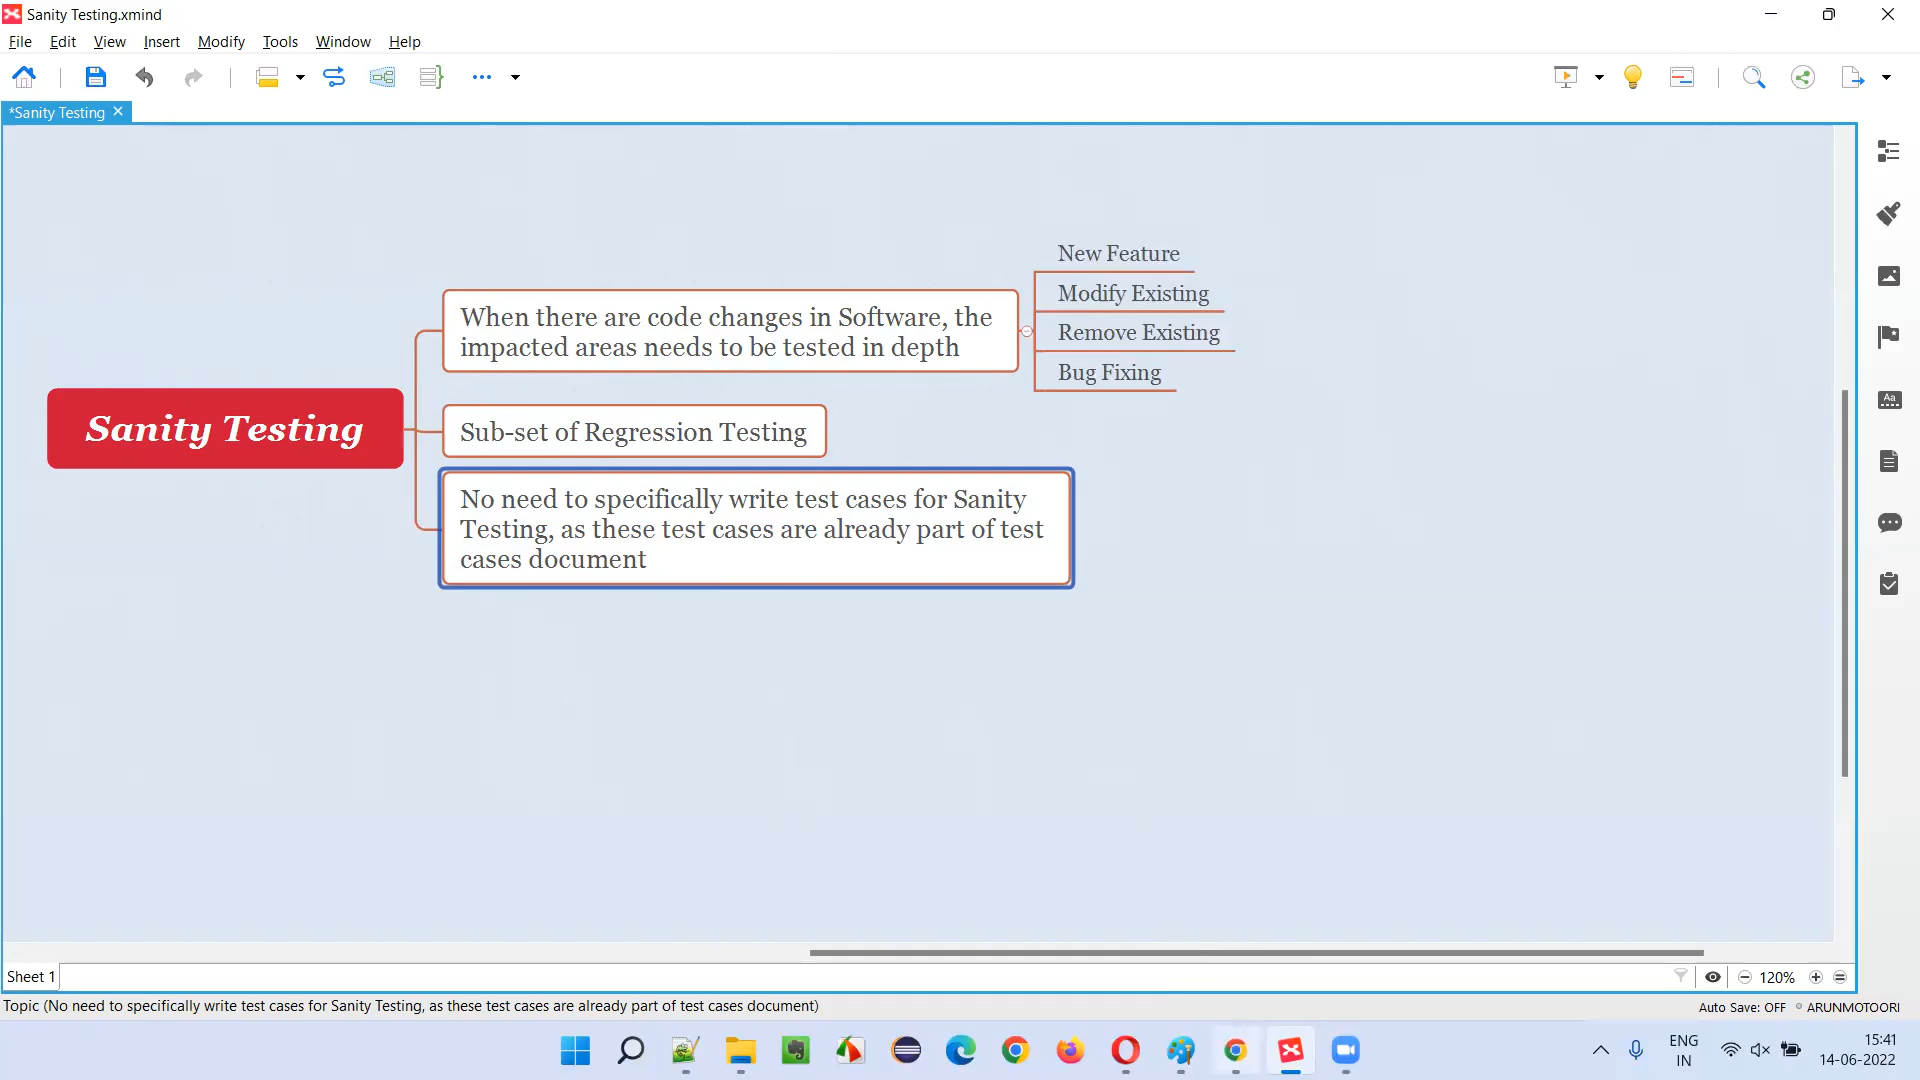 Sanity Testing.xmind
File Edit View Insert Modify Tools Window Help
*Sanity Testing
New Feature
When there are code changes in Software, the
impacted areas needs to be tested in depth
Modify Existing
Remove Existing
Bug Fixing
Sanity Testing
Sub-set of Regression Testing
No need to specifically write test cases for Sanity
Testing, as these test cases are already part of test
cases document
Aa
Sheet 1
120%
Topic (No need to specifically write test cases for Sanity Testing, as these test cases are already part of test cases document)
Auto Save: OFF ARUNMOTOORI
ENG
IN
15:41
14-06-2022